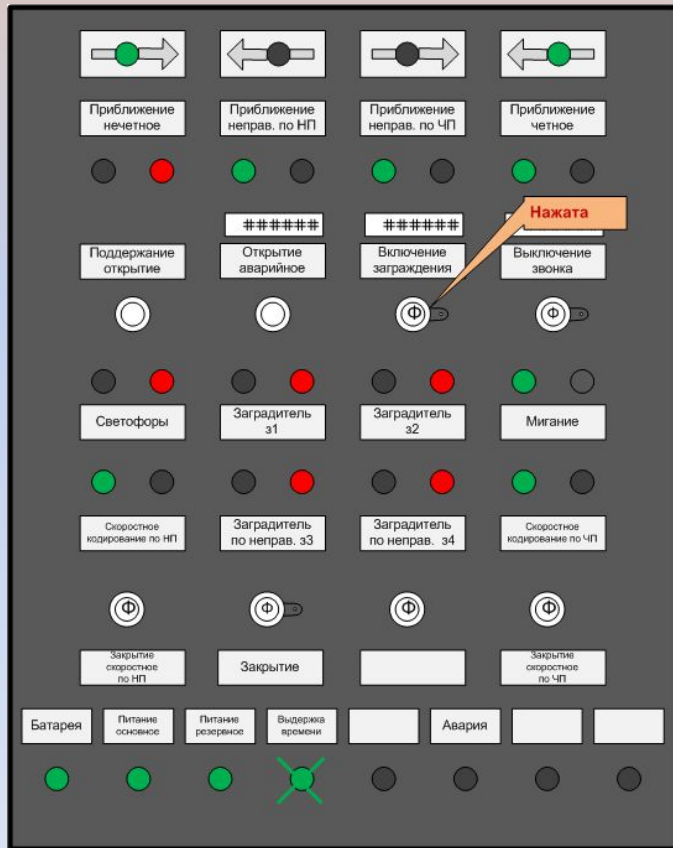 Приближение
нечетное
Приближение
неправ. по НП
Приближение
неправ. по ЧП
Приближение
четное
Нажата
######
######
Поддержание
открытие
Открытие
аварийное
Включение
заграждения
Выключение
звонка
Ф
Ф
Светофоры
Заградитель
з1
Заградитель
з2
Мигание
Скоростное
кодирование по НП
Заградитель
по неправ. з3
Заградитель
по неправ. з4
Скоростное
кодирование по ЧП
Ф
Ф
Ф
Ф
Закрытие
скоростное
по НП
Закрытие
Закрытие
скоростное
по ЧП
Батарея
Питание
основное
Питание
резервное
Выдержка
времени
Авария